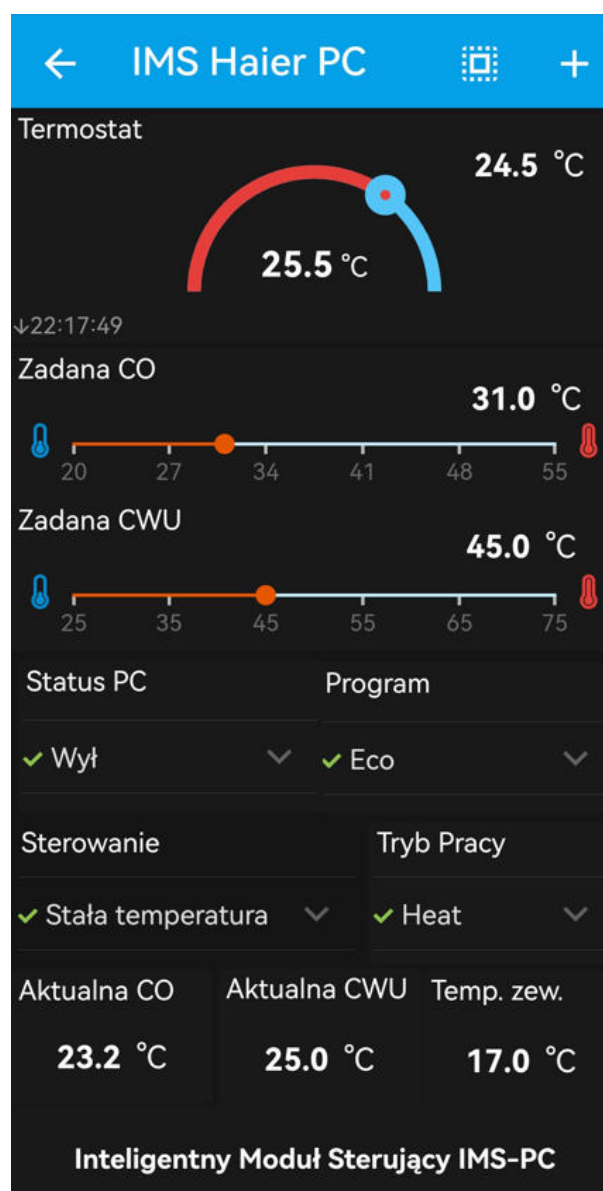 IMS Haier PC
Termostat
24.5 °C
25.5 °C
↓22:17:49
Zadana CO
31.0 °C
20 27 34 41 48 55
Zadana CWU
45.0 °C
25 35 45 55 65 75
Status PC Program
Wył Eco
Sterowanie Tryb Pracy
Stała temperatura Heat
Aktualna CO Aktualna CWU Temp. zew.
23.2 °C 25.0 °C 17.0 °C
Inteligentny Moduł Sterujący IMS-PC